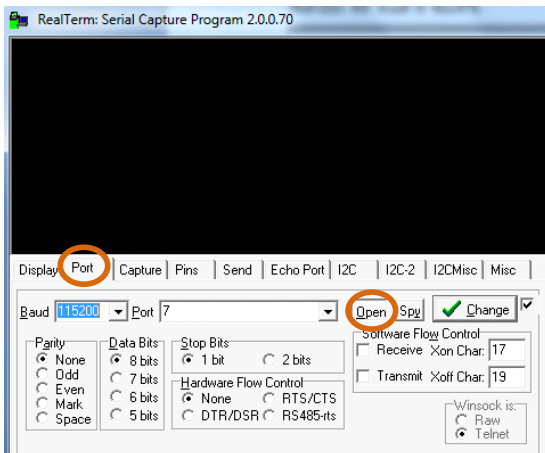 RealTerm: Serial Capture Program 2.0.0.70
Display Port Capture Pins Send Echo Port I2C I2C-2 I2CMisc Misc
Baud 115200 Port 7 Open Spy Change
Parity
None
Odd
Even
Mark
Space
Data Bits
8 bits
7 bits
6 bits
5 bits
Stop Bits
1 bit 2 bits
Hardware Flow Control
None RTS/CTS
DTR/DSR RS485-rts
Software Flow Control
Receive Xon Char: 17
Transmit Xoff Char: 19
Winsock is:
Raw
Telnet